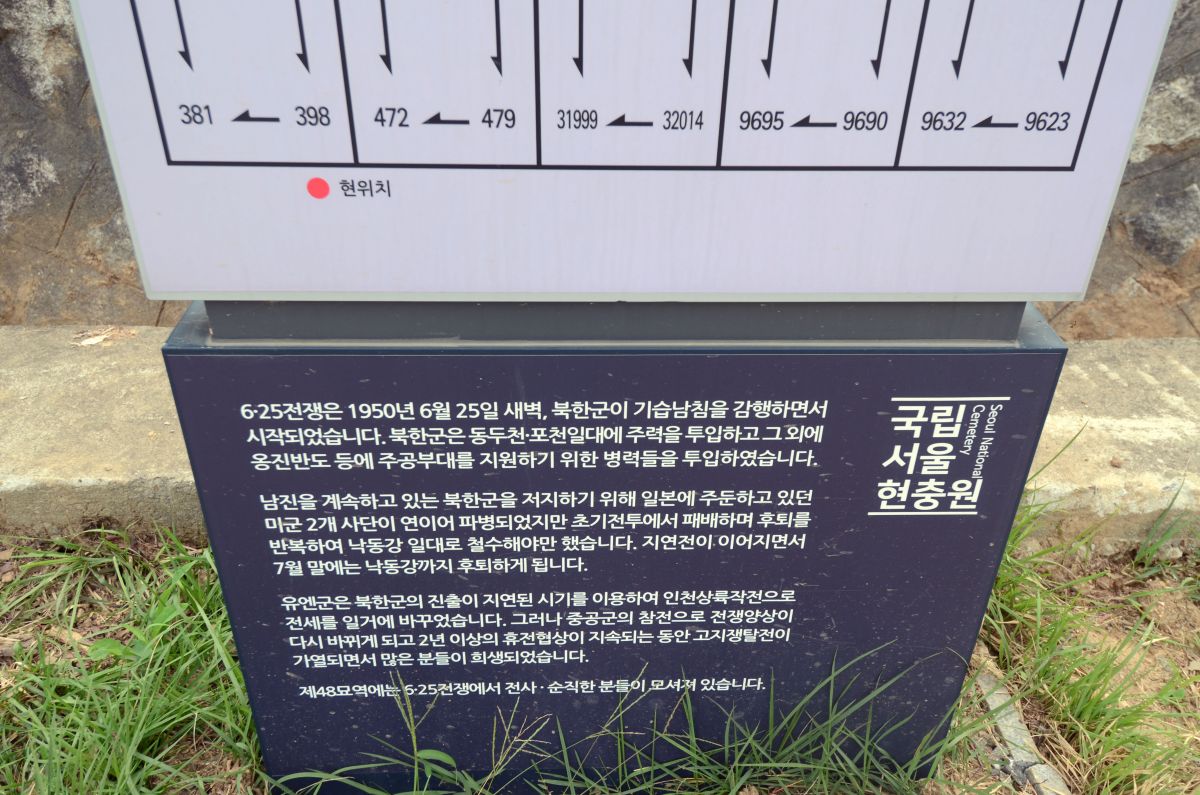 381 398 472 479 31999 32014 9695 9690 9632 9623
현위치
6·25전쟁은 1950년 6월 25일 새벽, 북한군이 기습남침을 감행하면서
시작되었습니다. 북한군은 동두천·포천일대에 주력을 투입하고 그 외에
옹진반도 등에 주공부대를 지원하기 위한 병력들을 투입하였습니다.
남진을 계속하고 있는 북한군을 저지하기 위해 일본에 주둔하고 있던
미군 2개 사단이 연이어 파병되었지만 초기전투에서 패배하며 후퇴를
반복하여 낙동강 일대로 철수해야만 했습니다. 지연전이 이어지면서
7월 말에는 낙동강까지 후퇴하게 됩니다.
유엔군은 북한군의 진출이 지연된 시기를 이용하여 인천상륙작전으로
전세를 일거에 바꾸었습니다. 그러나 중공군의 참전으로 전쟁양상이
다시 바뀌게 되고 2년 이상의 휴전협상이 지속되는 동안 고지쟁탈전이
가열되면서 많은 분들이 희생되었습니다.
제48묘역에는 6·25전쟁에서 전사·순직한 분들이 모셔져 있습니다.
국립
서울
현충원
Seoul National
Cemetery